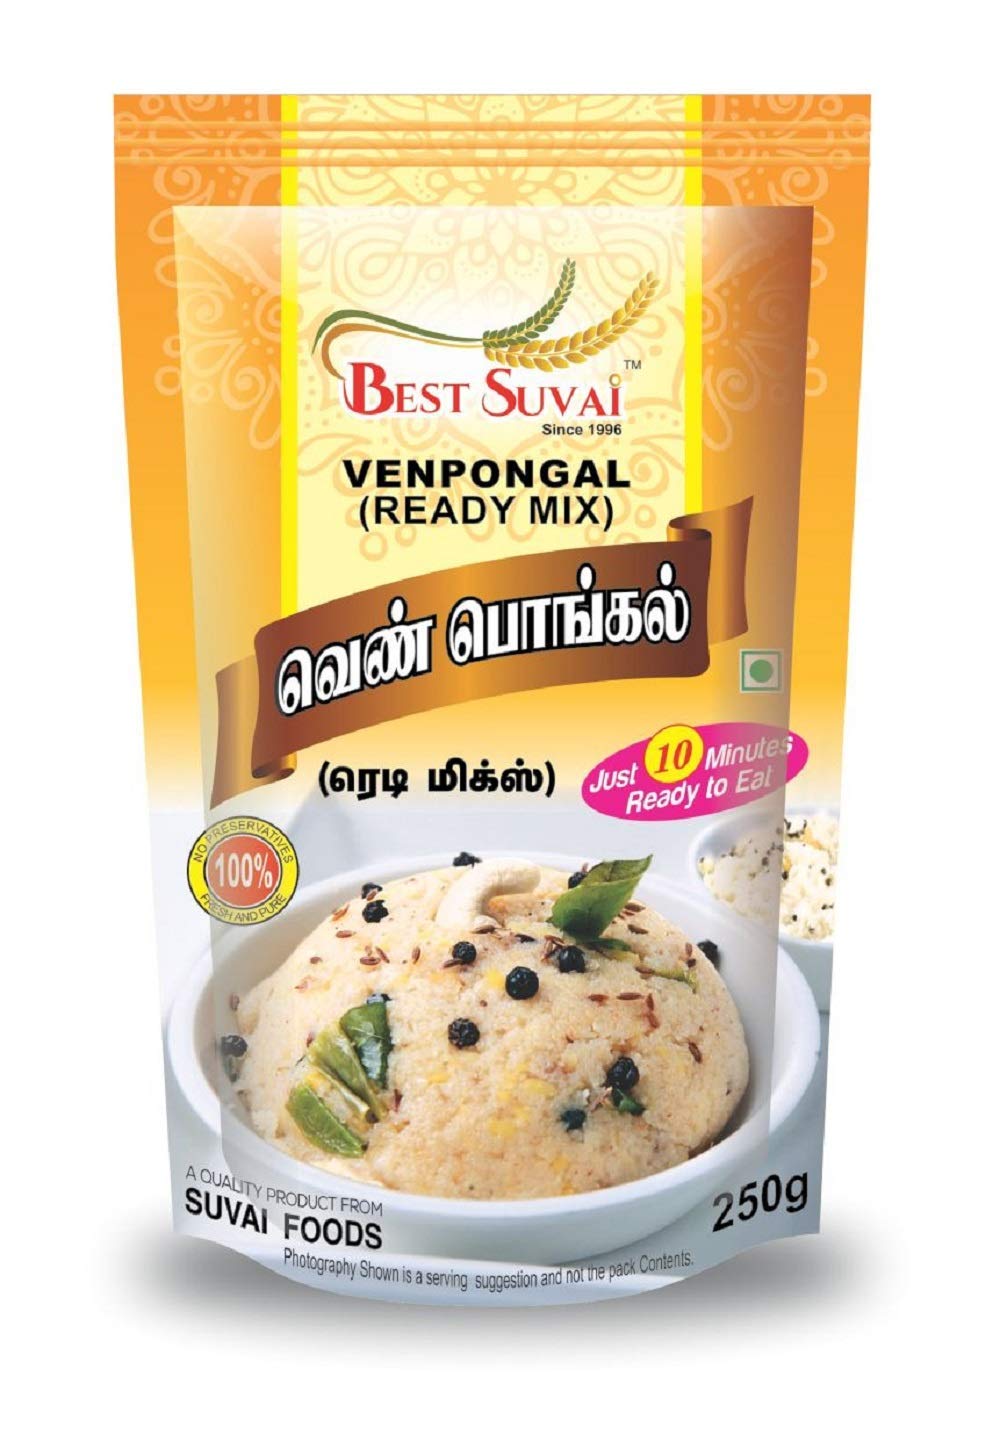 BEST SUVAI
TM
Since 1996
VENPONGAL
(READY MIX)
வெண் பொங்கல்
(ரெடி மிக்ஸ்)
Just 10 Minutes
Ready to Eat
NO PRESERVATIVES
100%
FRESH AND PURE
A QUALITY PRODUCT FROM
SUVAI FOODS
250g
Photography Shown is a serving suggestion and not the pack Contents.